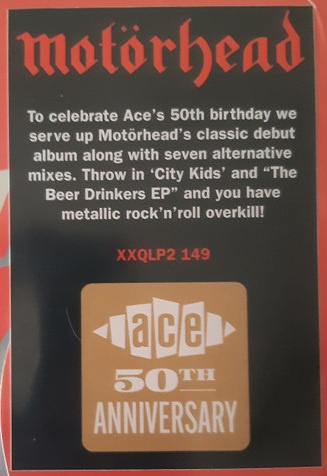 Motörhead
To celebrate Ace's 50th birthday we
serve up Motörhead's classic debut
album along with seven alternative
mixes. Throw in 'City Kids' and “The
Beer Drinkers EP” and you have
metallic rock'n'roll overkill!
XXQLP2 149
ace
50TH
ANNIVERSARY